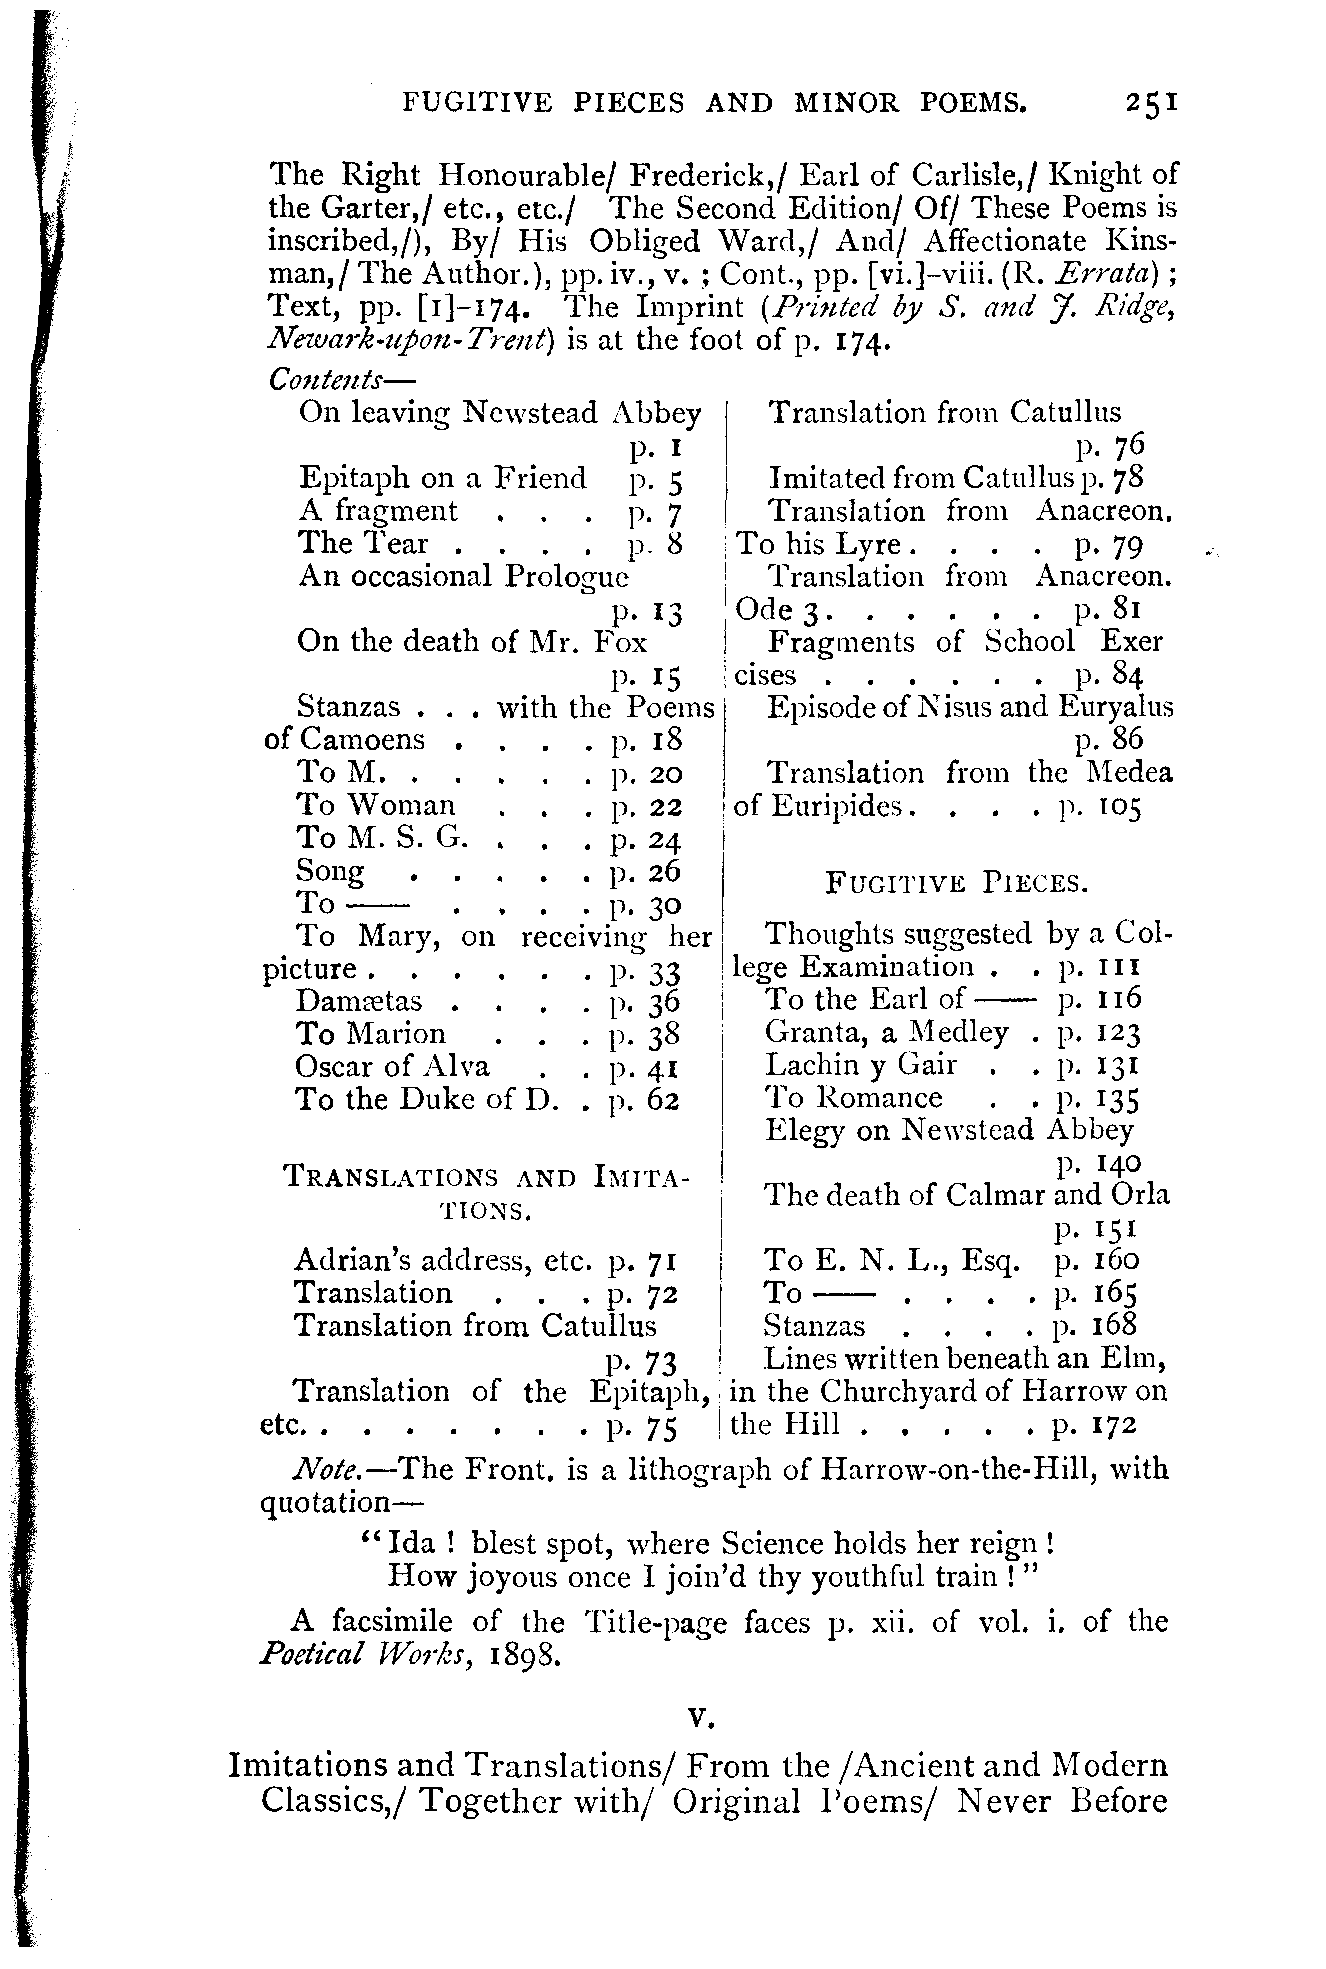 FUGITIVE PIECES AND MINOR POEMS. 251
The Right Honourable/ Frederick,/ Earl of Carlisle,/ Knight of
the Garter,/ etc., etc./ The Second Edition/ Of/ These Poems is
inscribed,/), By/ His Obliged Ward,/ And/ Affectionate Kins-
man,/ The Author.), pp. iv., v. ; Cont., pp. [vi.]-viii. (R. Errata) ;
Text, pp. [1]-174. The Imprint (Printed by S. and J. Ridge,
Newark-upon-Trent) is at the foot of p. 174.
Contents—
On leaving Newstead Abbey
p. 1
Epitaph on a Friend p. 5
A fragment . . . p. 7
The Tear . . . . p. 8
An occasional Prologue
p. 13
On the death of Mr. Fox
p. 15
Stanzas . . . with the Poems
of Camoens . . . . p. 18
To M. . . . . . p. 20
To Woman . . . p. 22
To M. S. G. . . . p. 24
Song . . . . . p. 26
To —— . . . . p. 30
To Mary, on receiving her
picture . . . . . . p. 33
Damætas . . . . p. 36
To Marion . . . p. 38
Oscar of Alva . . p. 41
To the Duke of D. . p. 62
TRANSLATIONS AND IMITA-
TIONS.
Adrian's address, etc. p. 71
Translation . . . p. 72
Translation from Catullus
p. 73
Translation of the Epitaph,
etc. . . . . . . . p. 75
Translation from Catullus
p. 76
Imitated from Catullus p. 78
Translation from Anacreon.
To his Lyre . . . . p. 79
Translation from Anacreon.
Ode 3 . . . . . . p. 81
Fragments of School Exer
cises . . . . . . p. 84
Episode of Nisus and Euryalus
p. 86
Translation from the Medea
of Euripides . . . . p. 105
FUGITIVE PIECES.
Thoughts suggested by a Col-
lege Examination . . p. 111
To the Earl of —— p. 116
Granta, a Medley . p. 123
Lachin y Gair . . p. 131
To Romance . . p. 135
Elegy on Newstead Abbey
p. 140
The death of Calmar and Orla
p. 151
To E. N. L., Esq. p. 160
To —— . . . . p. 165
Stanzas . . . . p. 168
Lines written beneath an Elm,
in the Churchyard of Harrow on
the Hill . . . . . p. 172
Note.—The Front. is a lithograph of Harrow-on-the-Hill, with
quotation—
"Ida ! blest spot, where Science holds her reign !
How joyous once I join'd thy youthful train !"
A facsimile of the Title-page faces p. xii. of vol. i. of the
Poetical Works, 1898.
V.
Imitations and Translations/ From the /Ancient and Modern
Classics,/ Together with/ Original Poems/ Never Before